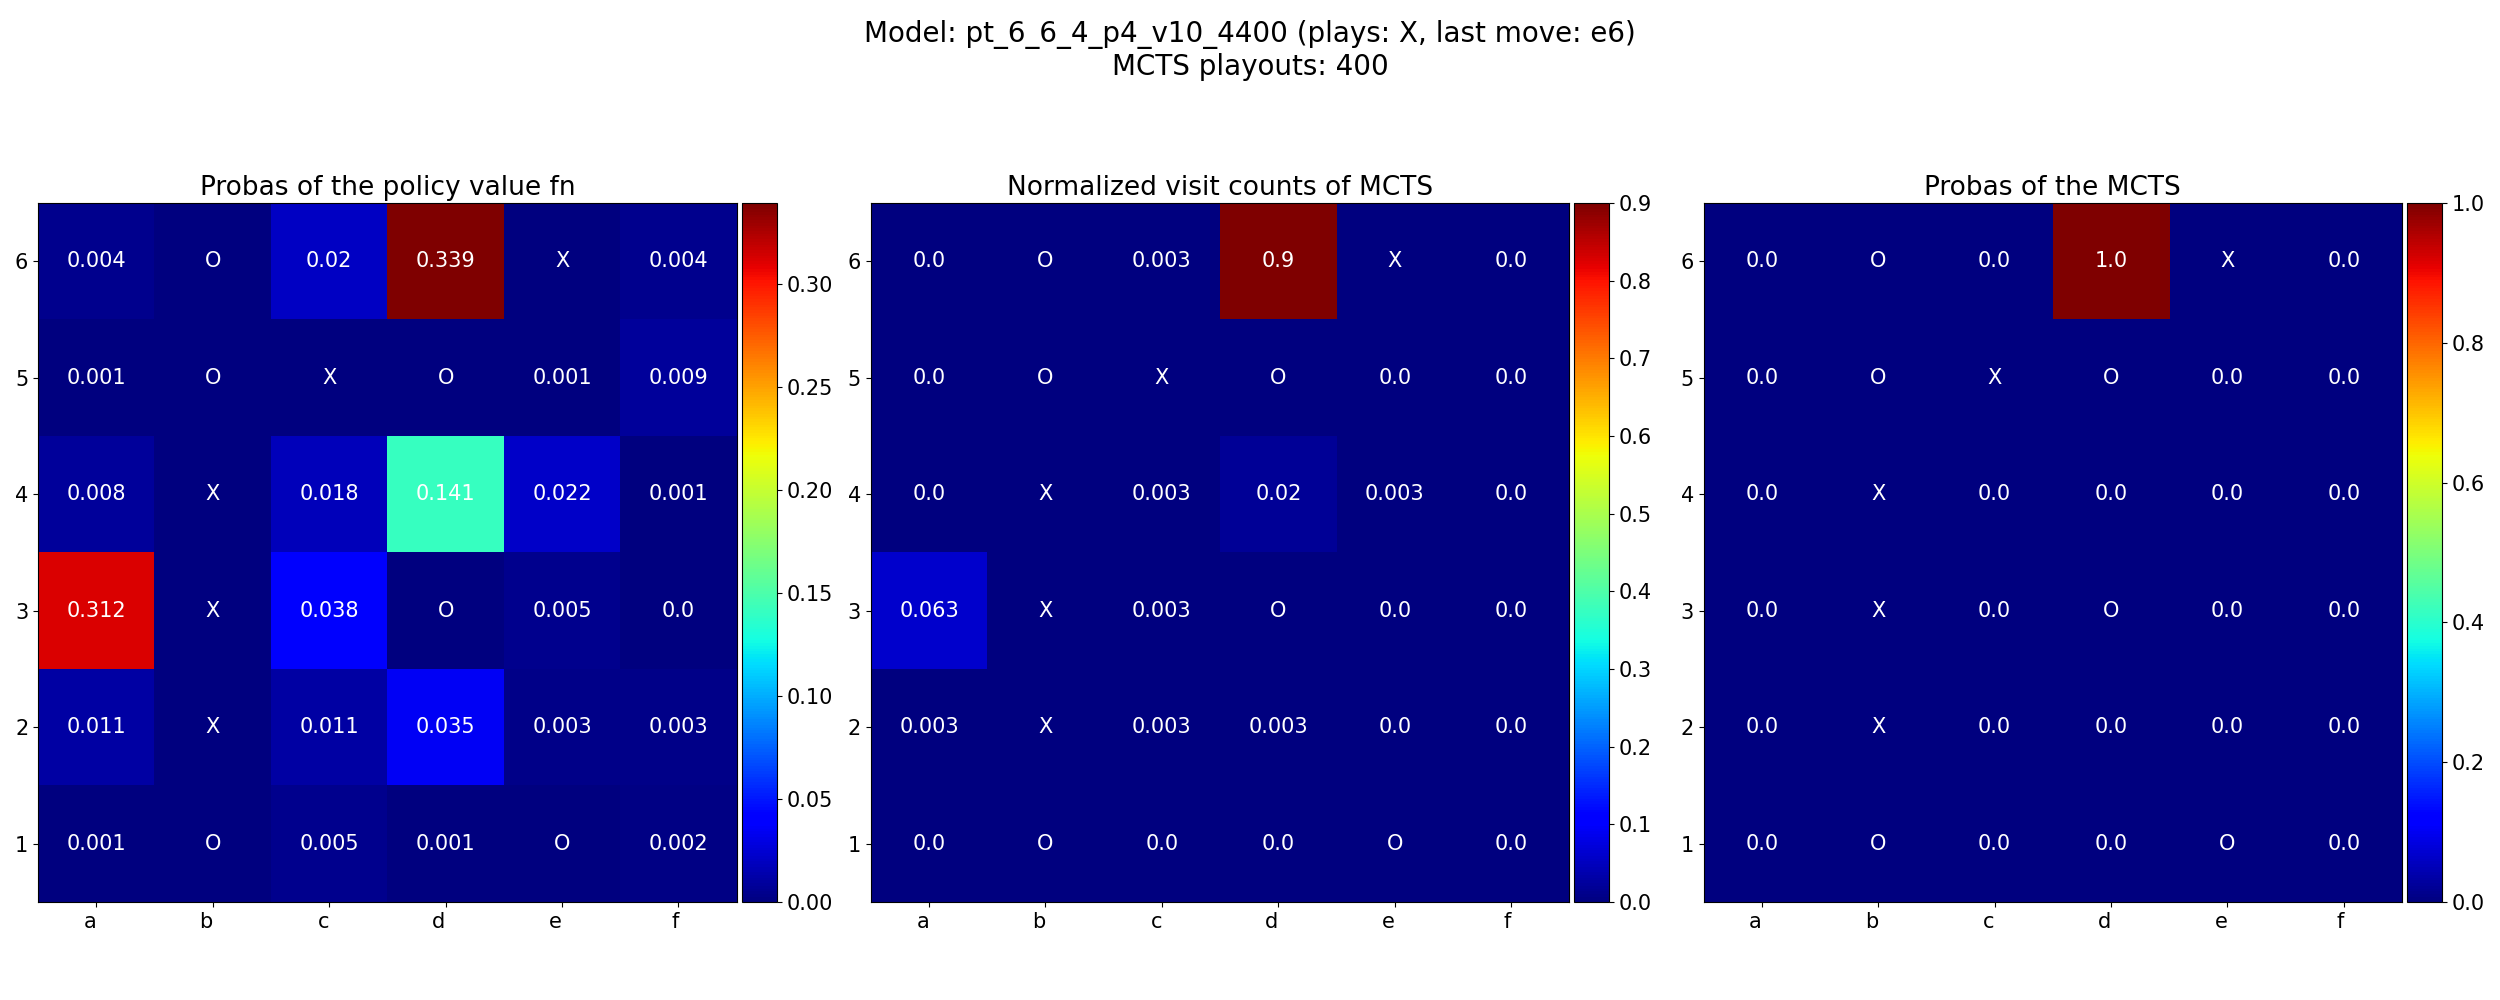 Model: pt_6_6_4_p4_v10_4400 (plays: X, last move: e6)
MCTS playouts: 400
Probas of the policy value fn
6 0.004 O 0.02 0.339 X 0.004
5 0.001 O X O 0.001 0.009
4 0.008 X 0.018 0.141 0.022 0.001
3 0.312 X 0.038 O 0.005 0.0
2 0.011 X 0.011 0.035 0.003 0.003
1 0.001 O 0.005 0.001 O 0.002
a b c d e f
0.30
0.25
0.20
0.15
0.10
0.05
0.00
Normalized visit counts of MCTS
6 0.0 O 0.003 0.9 X 0.0
5 0.0 O X O 0.0 0.0
4 0.0 X 0.003 0.02 0.003 0.0
3 0.063 X 0.003 O 0.0 0.0
2 0.003 X 0.003 0.003 0.0 0.0
1 0.0 O 0.0 0.0 O 0.0
a b c d e f
0.9
0.8
0.7
0.6
0.5
0.4
0.3
0.2
0.1
0.0
Probas of the MCTS
6 0.0 O 0.0 1.0 X 0.0
5 0.0 O X O 0.0 0.0
4 0.0 X 0.0 0.0 0.0 0.0
3 0.0 X 0.0 O 0.0 0.0
2 0.0 X 0.0 0.0 0.0 0.0
1 0.0 O 0.0 0.0 O 0.0
a b c d e f
1.0
0.8
0.6
0.4
0.2
0.0